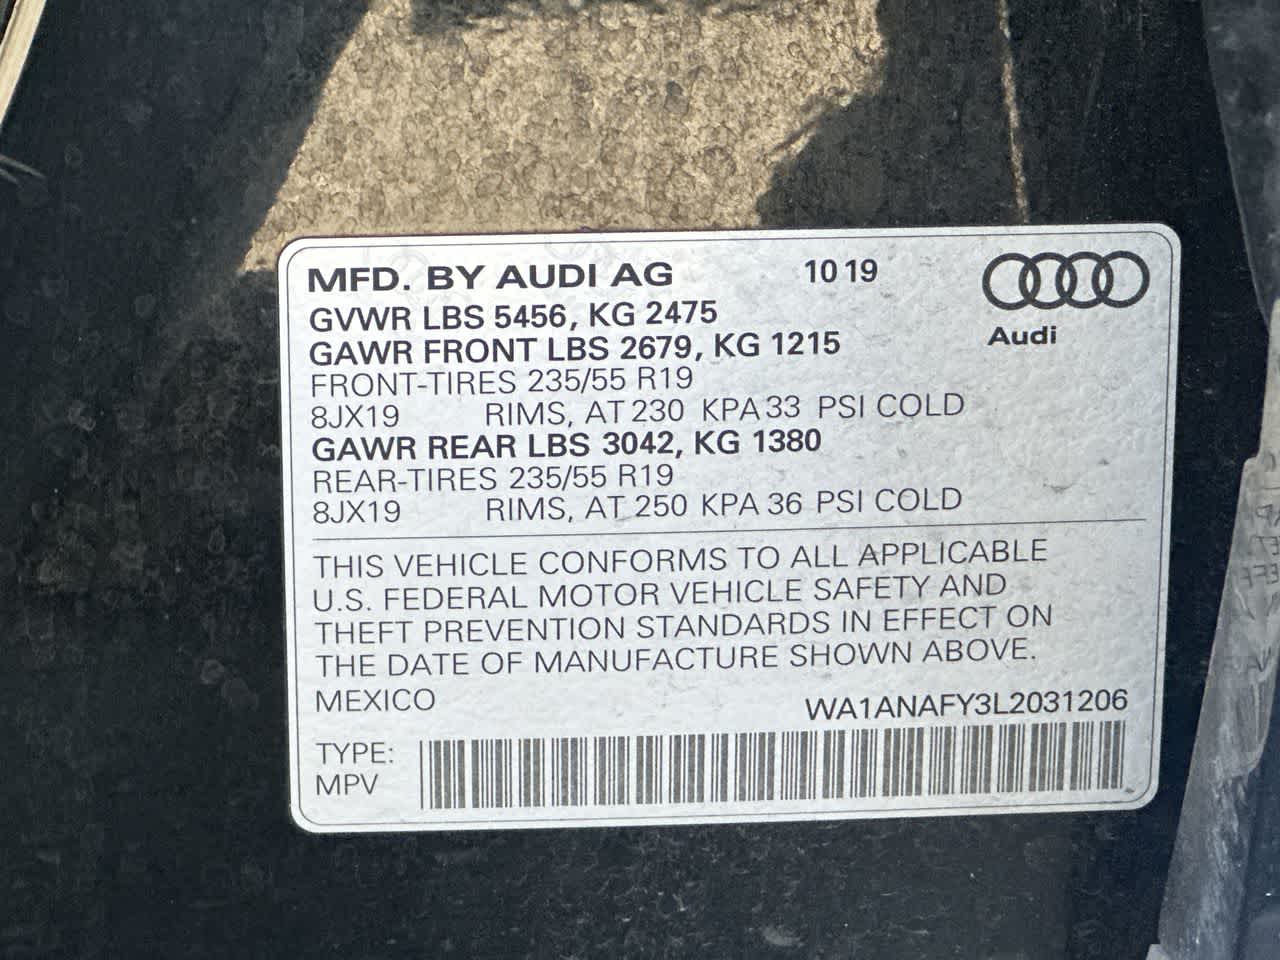 MFD. BY AUDI AG 10 19
Audi
GVWR LBS 5456, KG 2475
GAWR FRONT LBS 2679, KG 1215
FRONT-TIRES 235/55 R19
8JX19 RIMS, AT 230 KPA 33 PSI COLD
GAWR REAR LBS 3042, KG 1380
REAR-TIRES 235/55 R19
8JX19 RIMS, AT 250 KPA 36 PSI COLD
THIS VEHICLE CONFORMS TO ALL APPLICABLE
U.S. FEDERAL MOTOR VEHICLE SAFETY AND
THEFT PREVENTION STANDARDS IN EFFECT ON
THE DATE OF MANUFACTURE SHOWN ABOVE.
MEXICO WA1ANAFY3L2031206
TYPE:
MPV